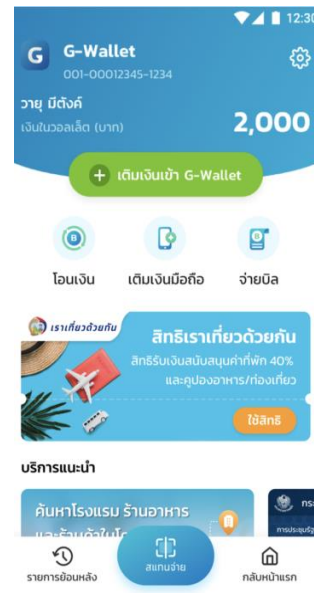 12:30
G G-Wallet
001-00012345-1234
วายุ มีตังค์
เงินในวอลเล็ต (บาท)
2,000
+ เติมเงินเข้า G-Wallet
โอนเงิน เติมเงินมือถือ จ่ายบิล
เราเที่ยวด้วยกัน
สิทธิเราเที่ยวด้วยกัน
สิทธิรับเงินสนับสนุนค่าที่พัก 40%
และคูปองอาหาร/ท่องเที่ยว
ใช้สิทธิ
บริการแนะนำ
ค้นหาโรงแรม ร้านอาหาร
สแกนจ่าย
รายการย้อนหลัง
กลับหน้าแรก